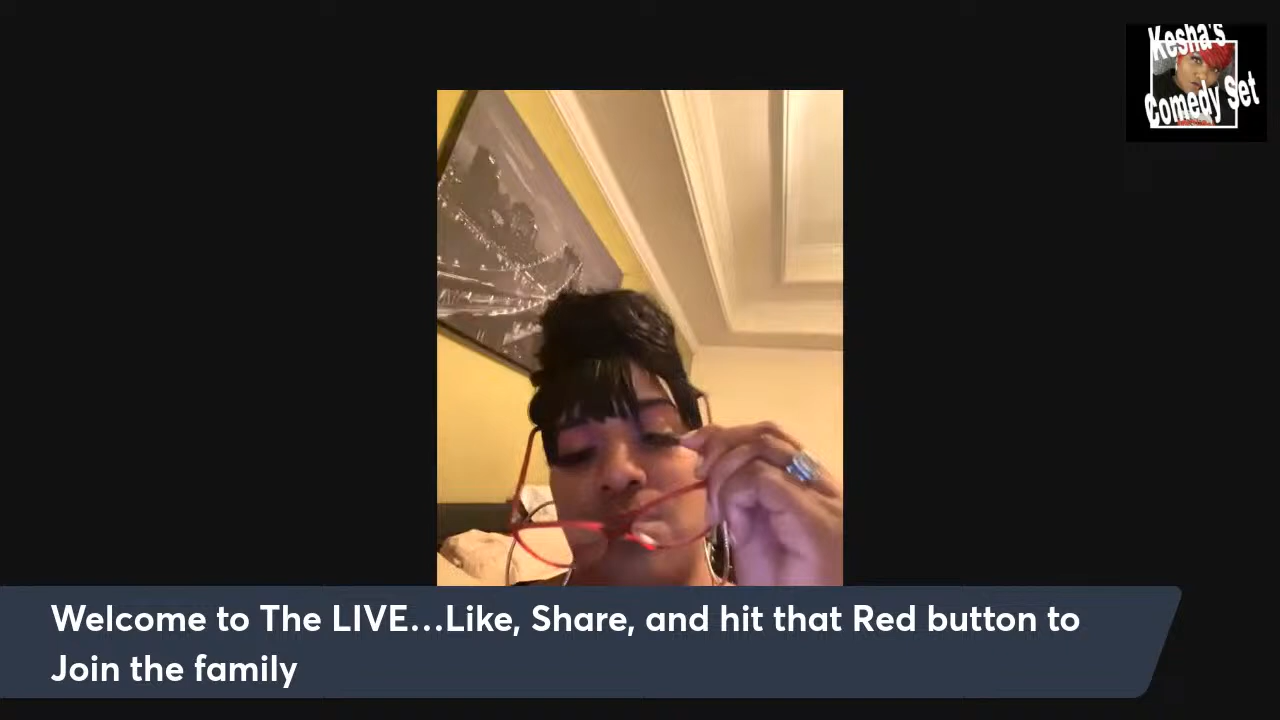 Kesha's
Comedy Set
Welcome to The LIVE...Like, Share, and hit that Red button to
Join the family